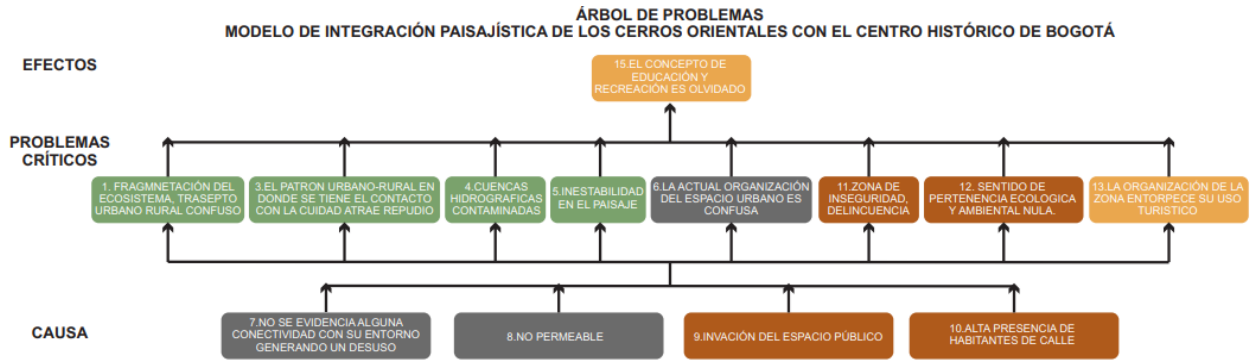 ÁRBOL DE PROBLEMAS
MODELO DE INTEGRACIÓN PAISAJÍSTICA DE LOS CERROS ORIENTALES CON EL CENTRO HISTÓRICO DE BOGOTÁ
EFECTOS
15.EL CONCEPTO DE
EDUCACIÓN Y
RECREACIÓN ES OLVIDADO
PROBLEMAS
CRÍTICOS
1. FRAGMNETACIÓN DEL
ECOSISTEMA, TRASEPTO
URBANO RURAL CONFUSO
3.EL PATRON URBANO-RURAL EN
DONDE SE TIENE EL CONTACTO
CON LA CUIDAD ATRAE REPUDIO
4.CUENCAS
HIDROGRAFICAS
CONTAMINADAS
5.INESTABILIDAD
EN EL PAISAJE
6.LA ACTUAL ORGANIZACIÓN
DEL ESPACIO URBANO ES
CONFUSA
11.ZONA DE
INSEGURIDAD,
DELINCUENCIA
12. SENTIDO DE
PERTENENCIA ECOLOGICA
Y AMBIENTAL NULA.
13.LA ORGANIZACIÓN DE LA
ZONA ENTORPECE SU USO
TURISTICO
CAUSA
7.NO SE EVIDENCIA ALGUNA
CONECTIVIDAD CON SU ENTORNO
GENERANDO UN DESUSO
8.NO PERMEABLE
9.INVACIÓN DEL ESPACIO PÚBLICO
10.ALTA PRESENCIA DE
HABITANTES DE CALLE